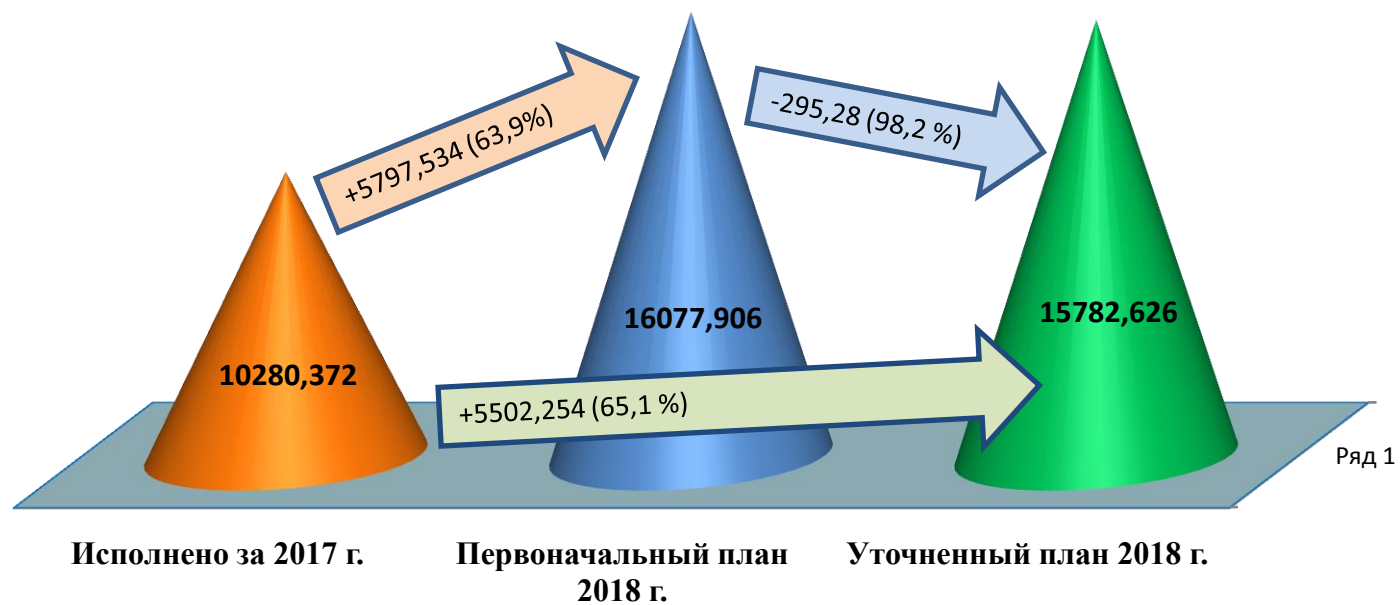 +5797,534 (63,9%)
-295,28 (98,2 %)
10280,372
16077,906
15782,626
+5502,254 (65,1 %)
Ряд 1
Исполнено за 2017 г.
Первоначальный план
2018 г.
Уточненный план 2018 г.